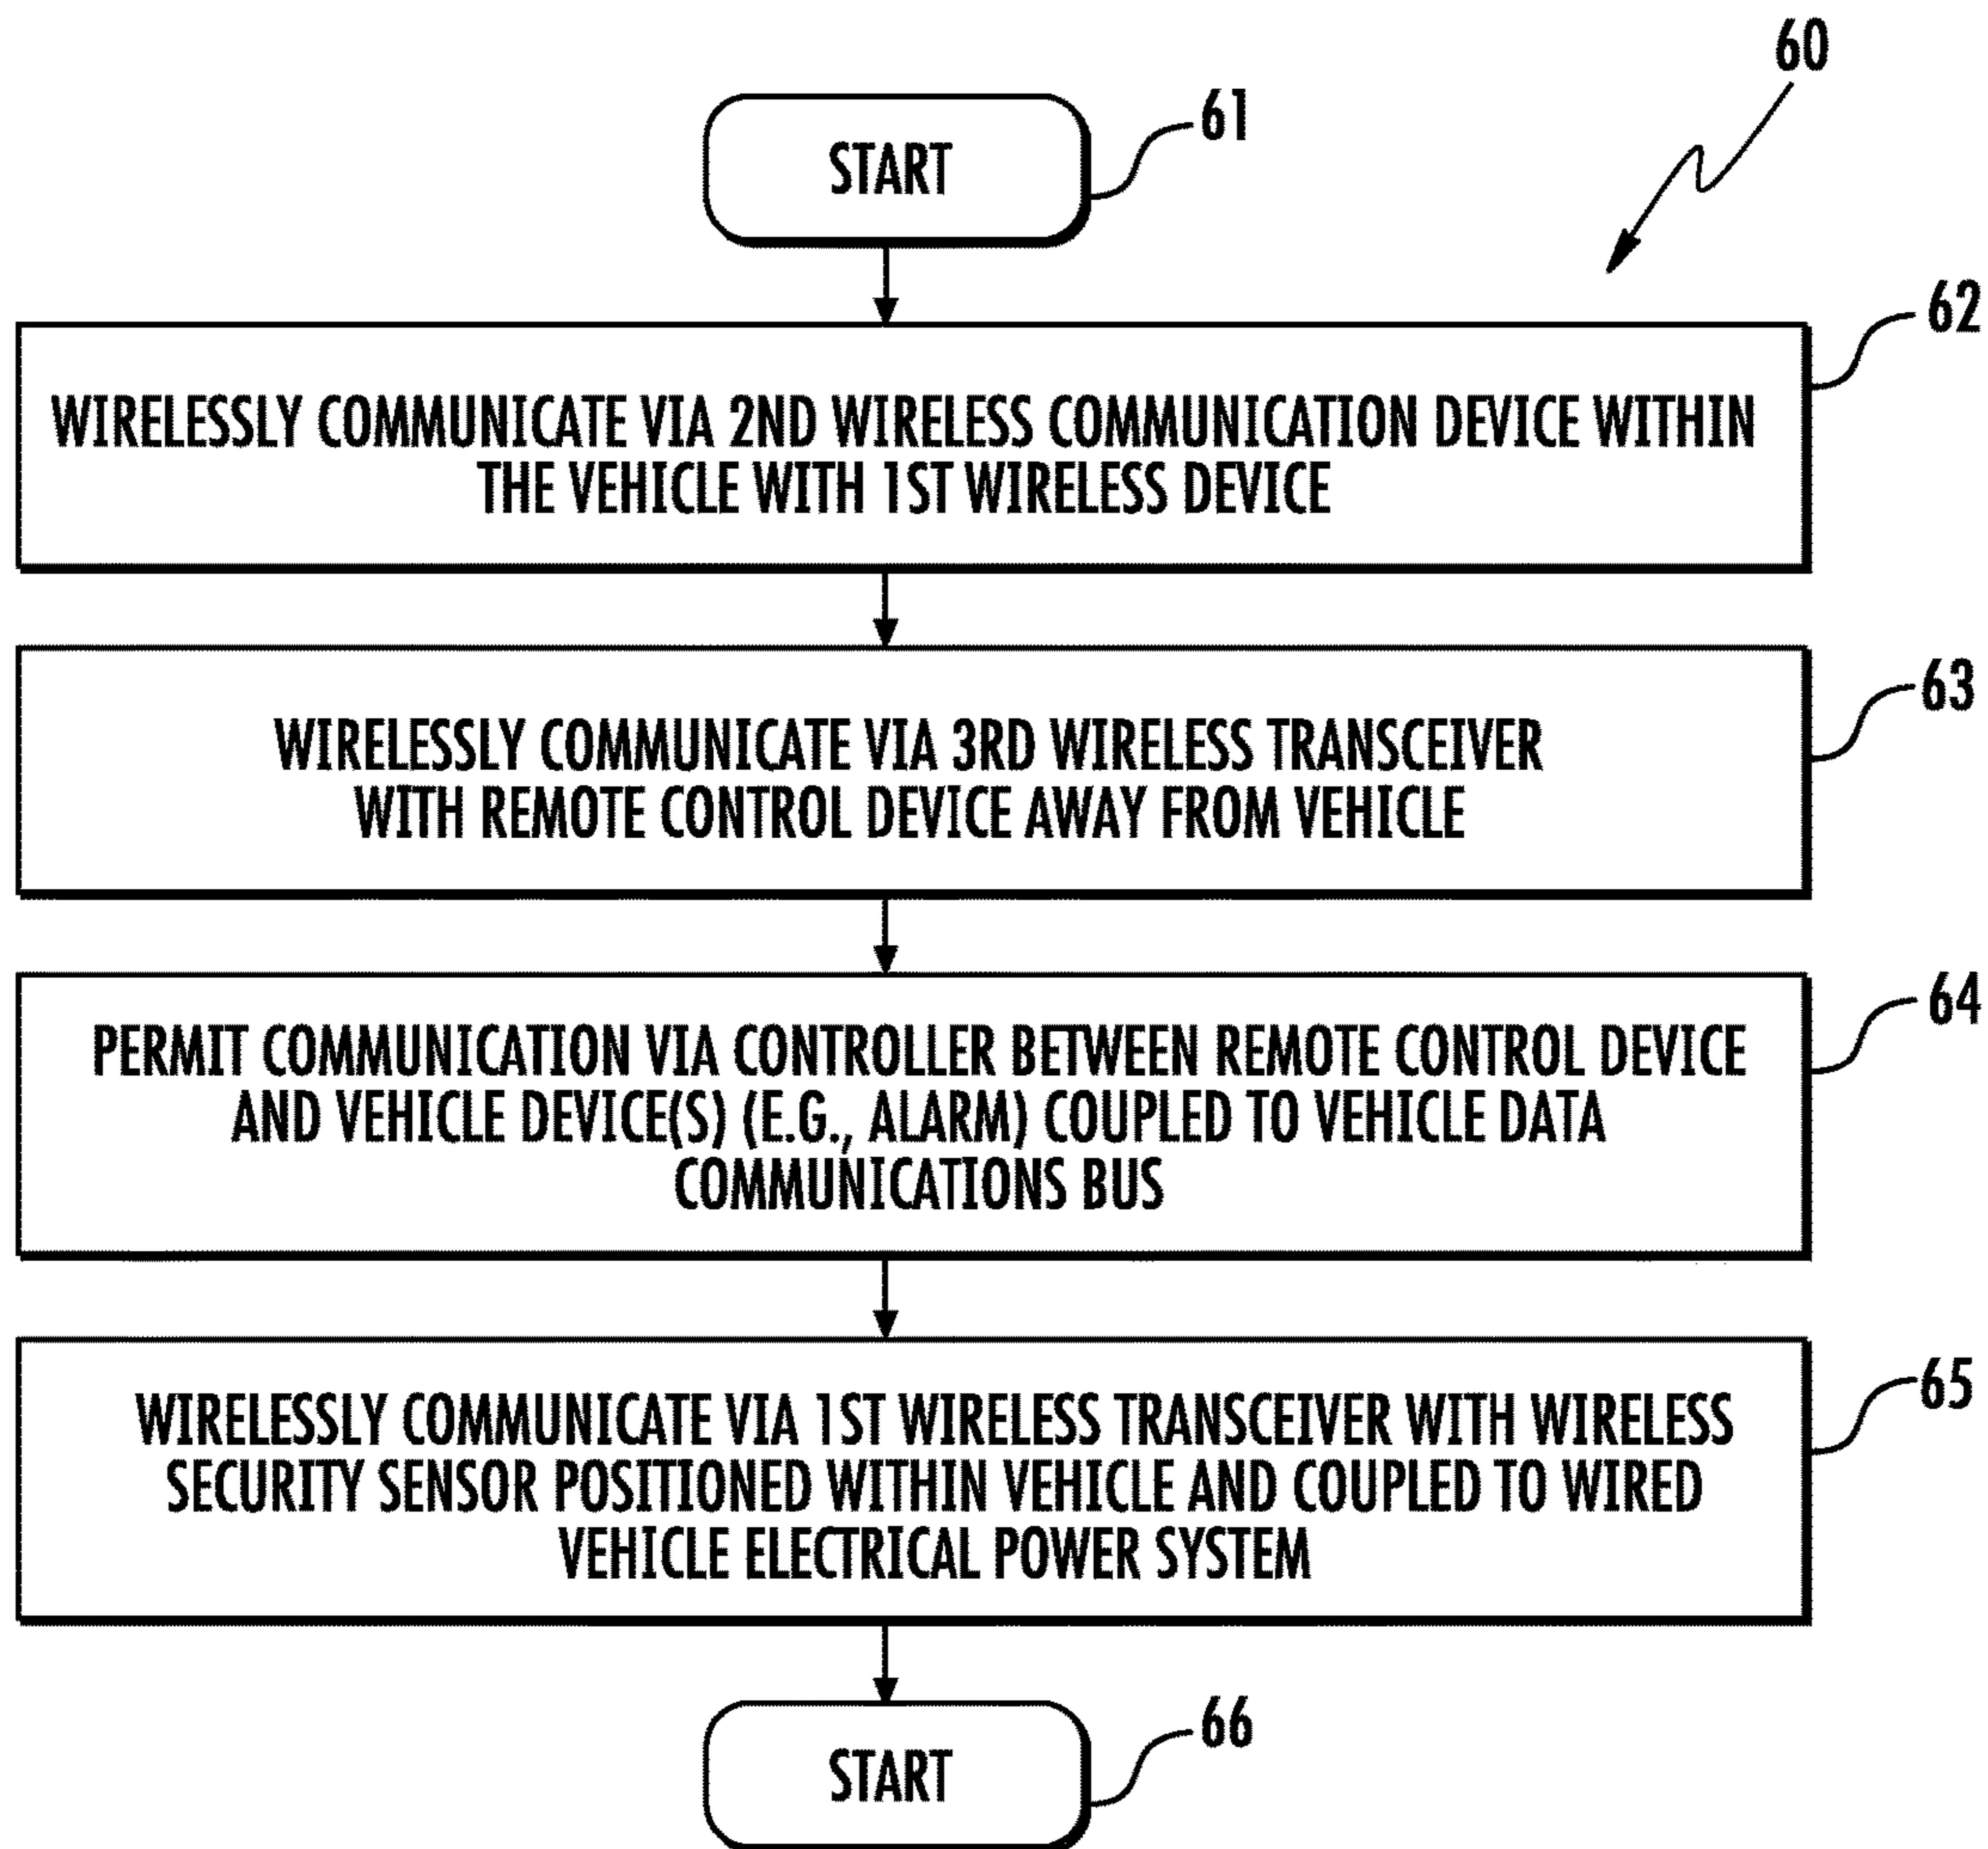 60
START
61
62
WIRELESSLY COMMUNICATE VIA 2ND WIRELESS COMMUNICATION DEVICE WITHIN
THE VEHICLE WITH 1ST WIRELESS DEVICE
63
WIRELESSLY COMMUNICATE VIA 3RD WIRELESS TRANSCEIVER
WITH REMOTE CONTROL DEVICE AWAY FROM VEHICLE
64
PERMIT COMMUNICATION VIA CONTROLLER BETWEEN REMOTE CONTROL DEVICE
AND VEHICLE DEVICE(S) (E.G., ALARM) COUPLED TO VEHICLE DATA
COMMUNICATIONS BUS
65
WIRELESSLY COMMUNICATE VIA 1ST WIRELESS TRANSCEIVER WITH WIRELESS
SECURITY SENSOR POSITIONED WITHIN VEHICLE AND COUPLED TO WIRED
VEHICLE ELECTRICAL POWER SYSTEM
START
66